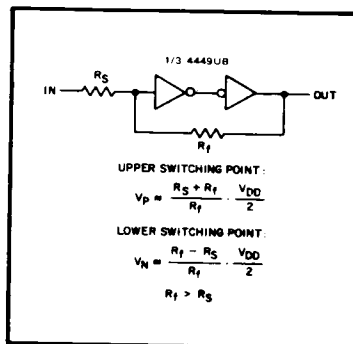 1/3 4449UB
RS
IN
OUT
Rf
UPPER SWITCHING POINT:
VP ≈ RS + Rf / Rf · VDD / 2
LOWER SWITCHING POINT:
VN ≈ Rf − RS / Rf · VDD / 2
Rf > RS